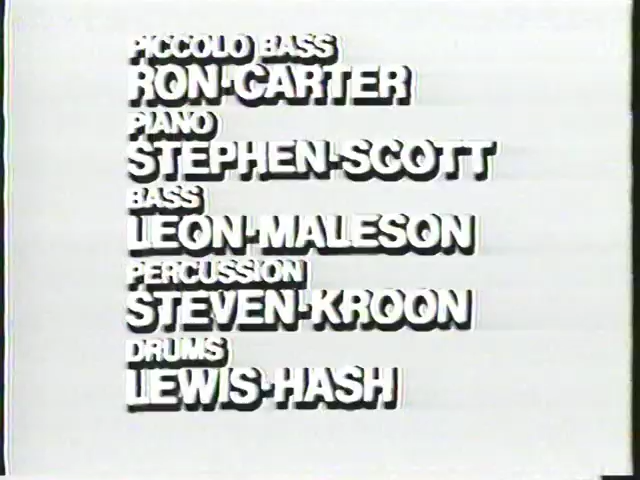 PICCOLO BASS
RON-CARTER
PIANO
STEPHEN-SCOTT
BASS
LEON-MALESON
PERCUSSION
STEVEN-KROON
DRUMS
LEWIS-HASH